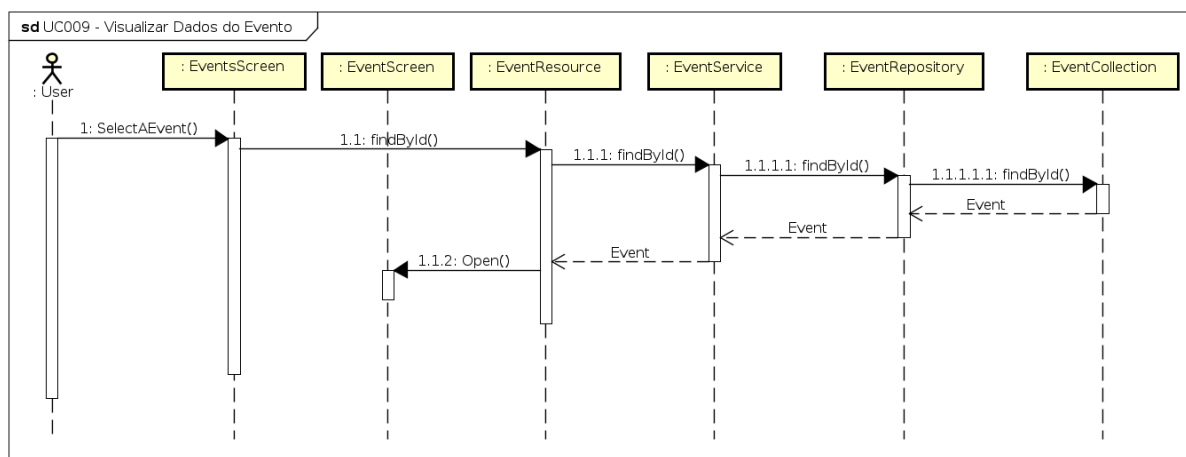 sd UC009 - Visualizar Dados do Evento
: User
: EventsScreen
: EventScreen
: EventResource
: EventService
: EventRepository
: EventCollection
1: SelectAEvent()
1.1: findById()
1.1.1: findById()
1.1.1.1: findById()
1.1.1.1.1: findById()
Event
Event
Event
1.1.2: Open()